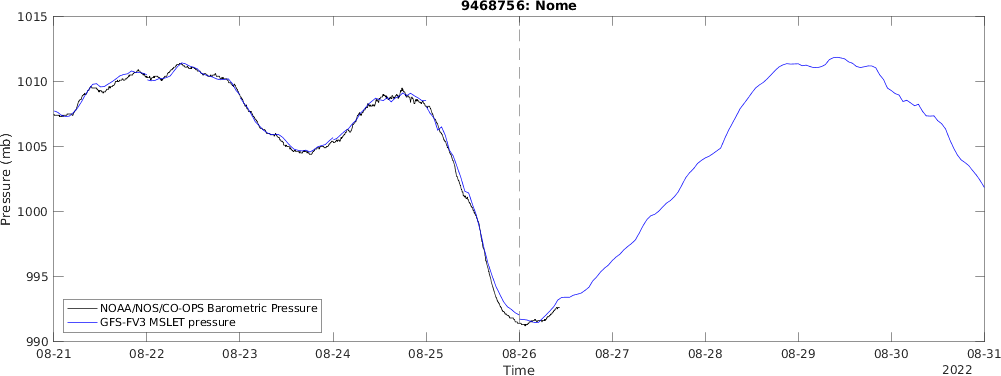 9468756: Nome
1015
1010
1005
1000
995
990
Pressure (mb)
NOAA/NOS/CO-OPS Barometric Pressure
GFS-FV3 MSLET pressure
08-21 08-22 08-23 08-24 08-25 08-26 08-27 08-28 08-29 08-30 08-31
Time
2022